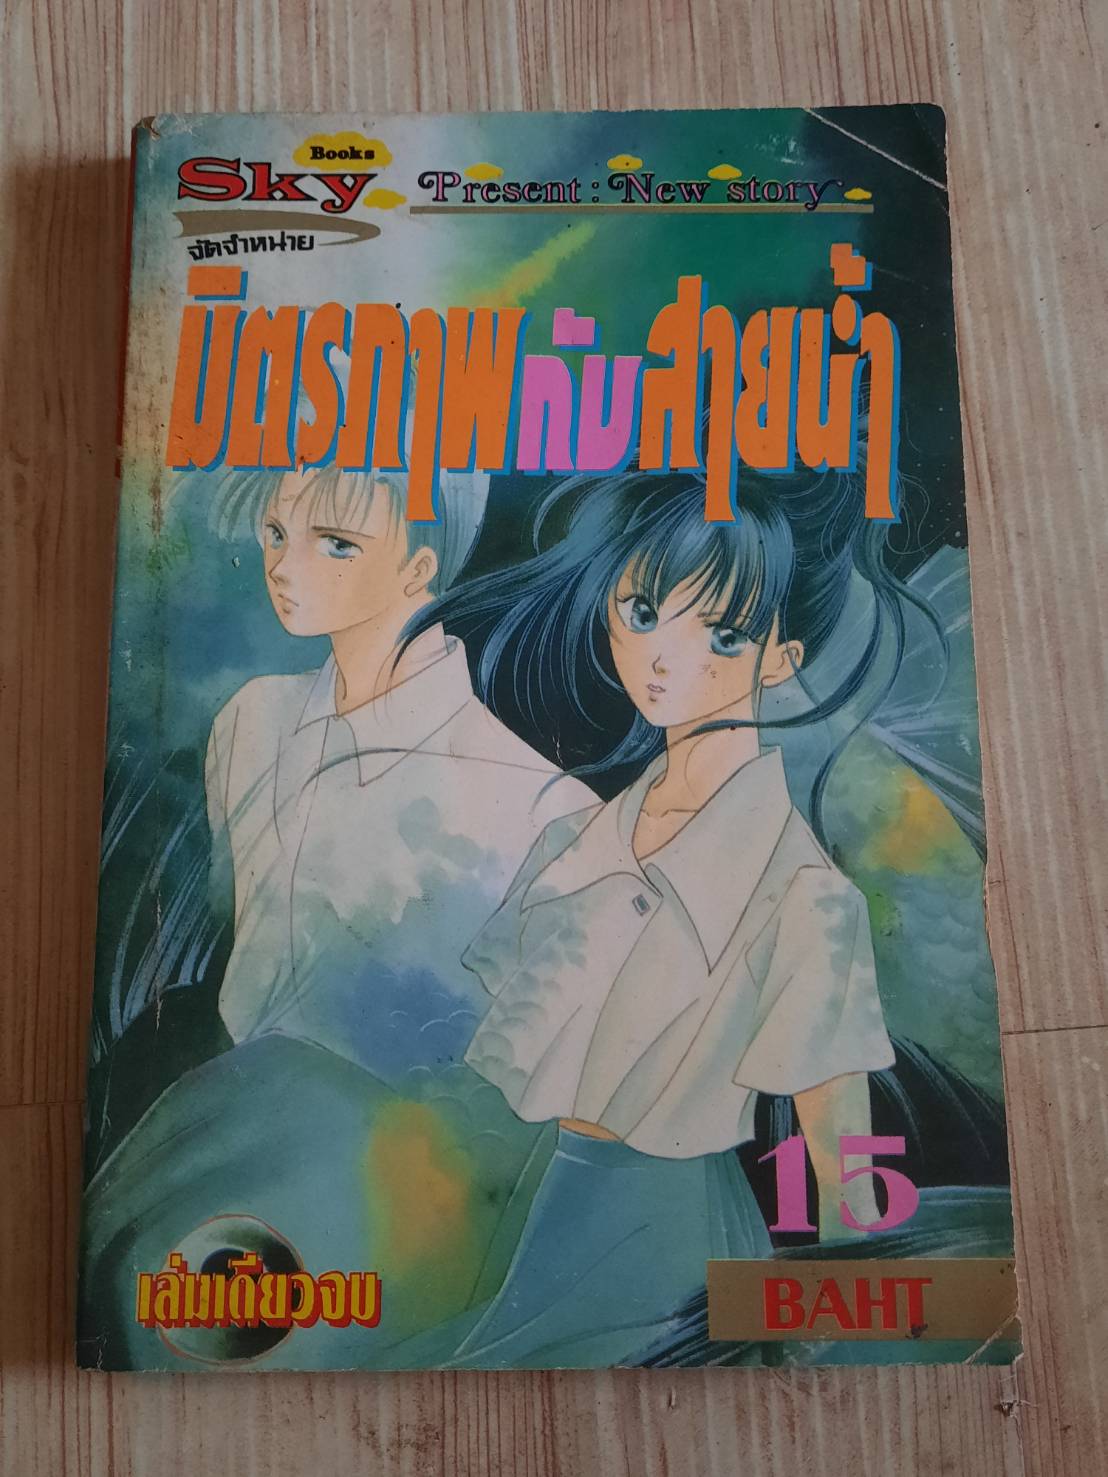 Books
Sky Present : New story
จัดจำหน่าย
มิตรภาพกับสายน้ำ
15
เล่มเดียวจบ
BAHT